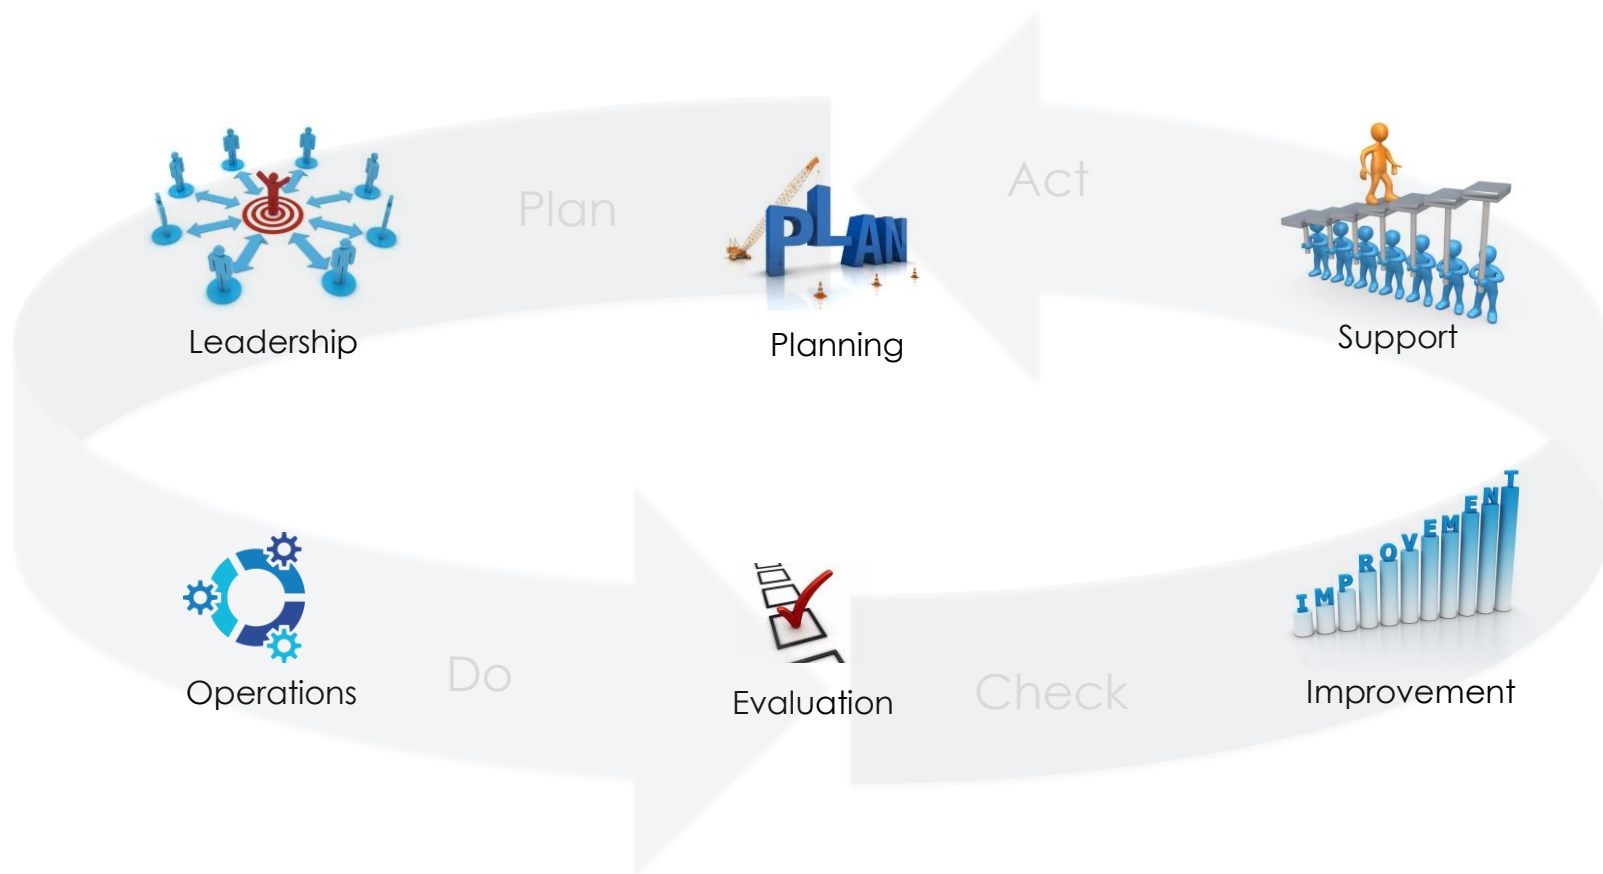 Act
Plan
PLAN
Leadership
Planning
Support
IMPROVEMENT
Do
Check
Operations
Evaluation
Improvement